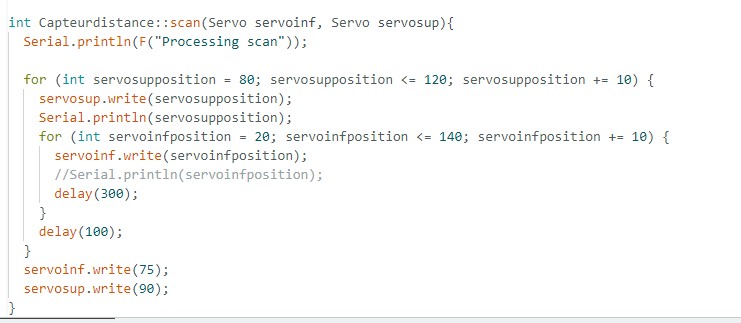 int Capteurdistance::scan(Servo servoinf, Servo servosup){
  Serial.println(F("Processing scan"));

  for (int servosupposition = 80; servosupposition <= 120; servosupposition += 10) {
    servosup.write(servosupposition);
    Serial.println(servosupposition);
    for (int servoinfposition = 20; servoinfposition <= 140; servoinfposition += 10) {
      servoinf.write(servoinfposition);
      //Serial.println(servoinfposition);
      delay(300);
    }
    delay(100);
  }
  servoinf.write(75);
  servosup.write(90);
}